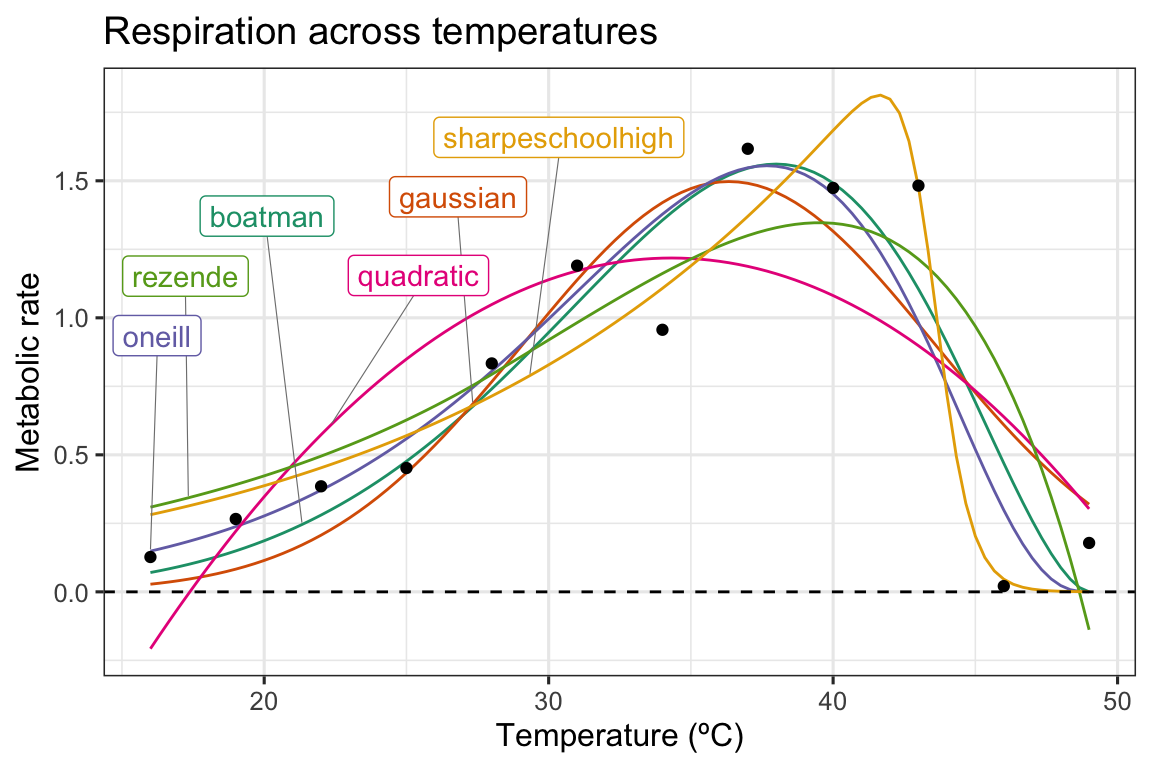 Respiration across temperatures
sharpeschoolhigh
gaussian
boatman
rezende
quadratic
oneill
Metabolic rate
1.5
1.0
0.5
0.0
20
30
40
50
Temperature (ºC)